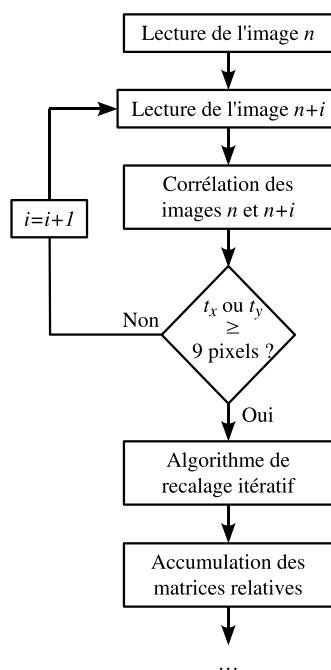 Lecture de l'image n
Lecture de l'image n+i
Corrélation des
images n et n+i
i=i+1
Non
tx ou ty
≥
9 pixels ?
Oui
Algorithme de
recalage itératif
Accumulation des
matrices relatives
...